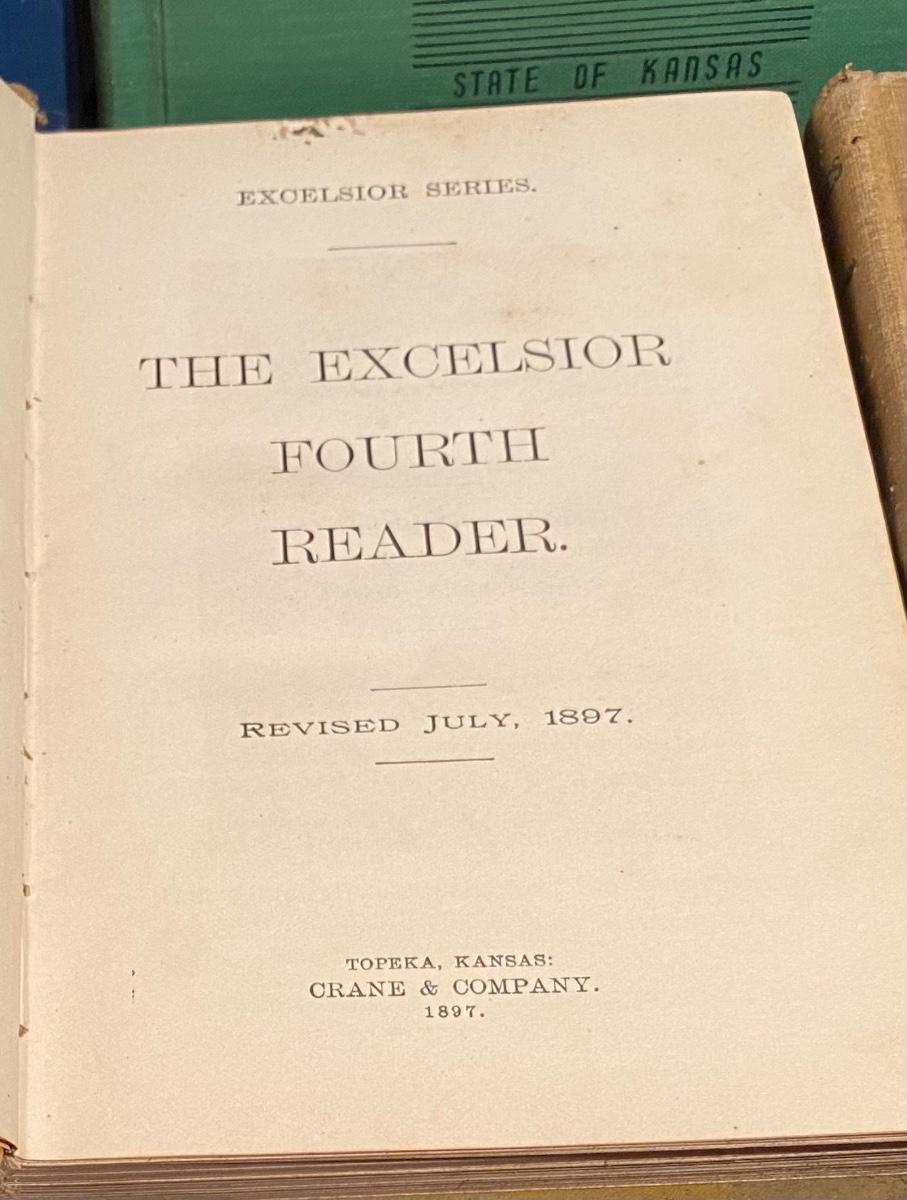 STATE OF KANSAS
EXCELSIOR SERIES.
THE EXCELSIOR
FOURTH
READER.
REVISED JULY, 1897.
TOPEKA, KANSAS:
CRANE & COMPANY.
1897.